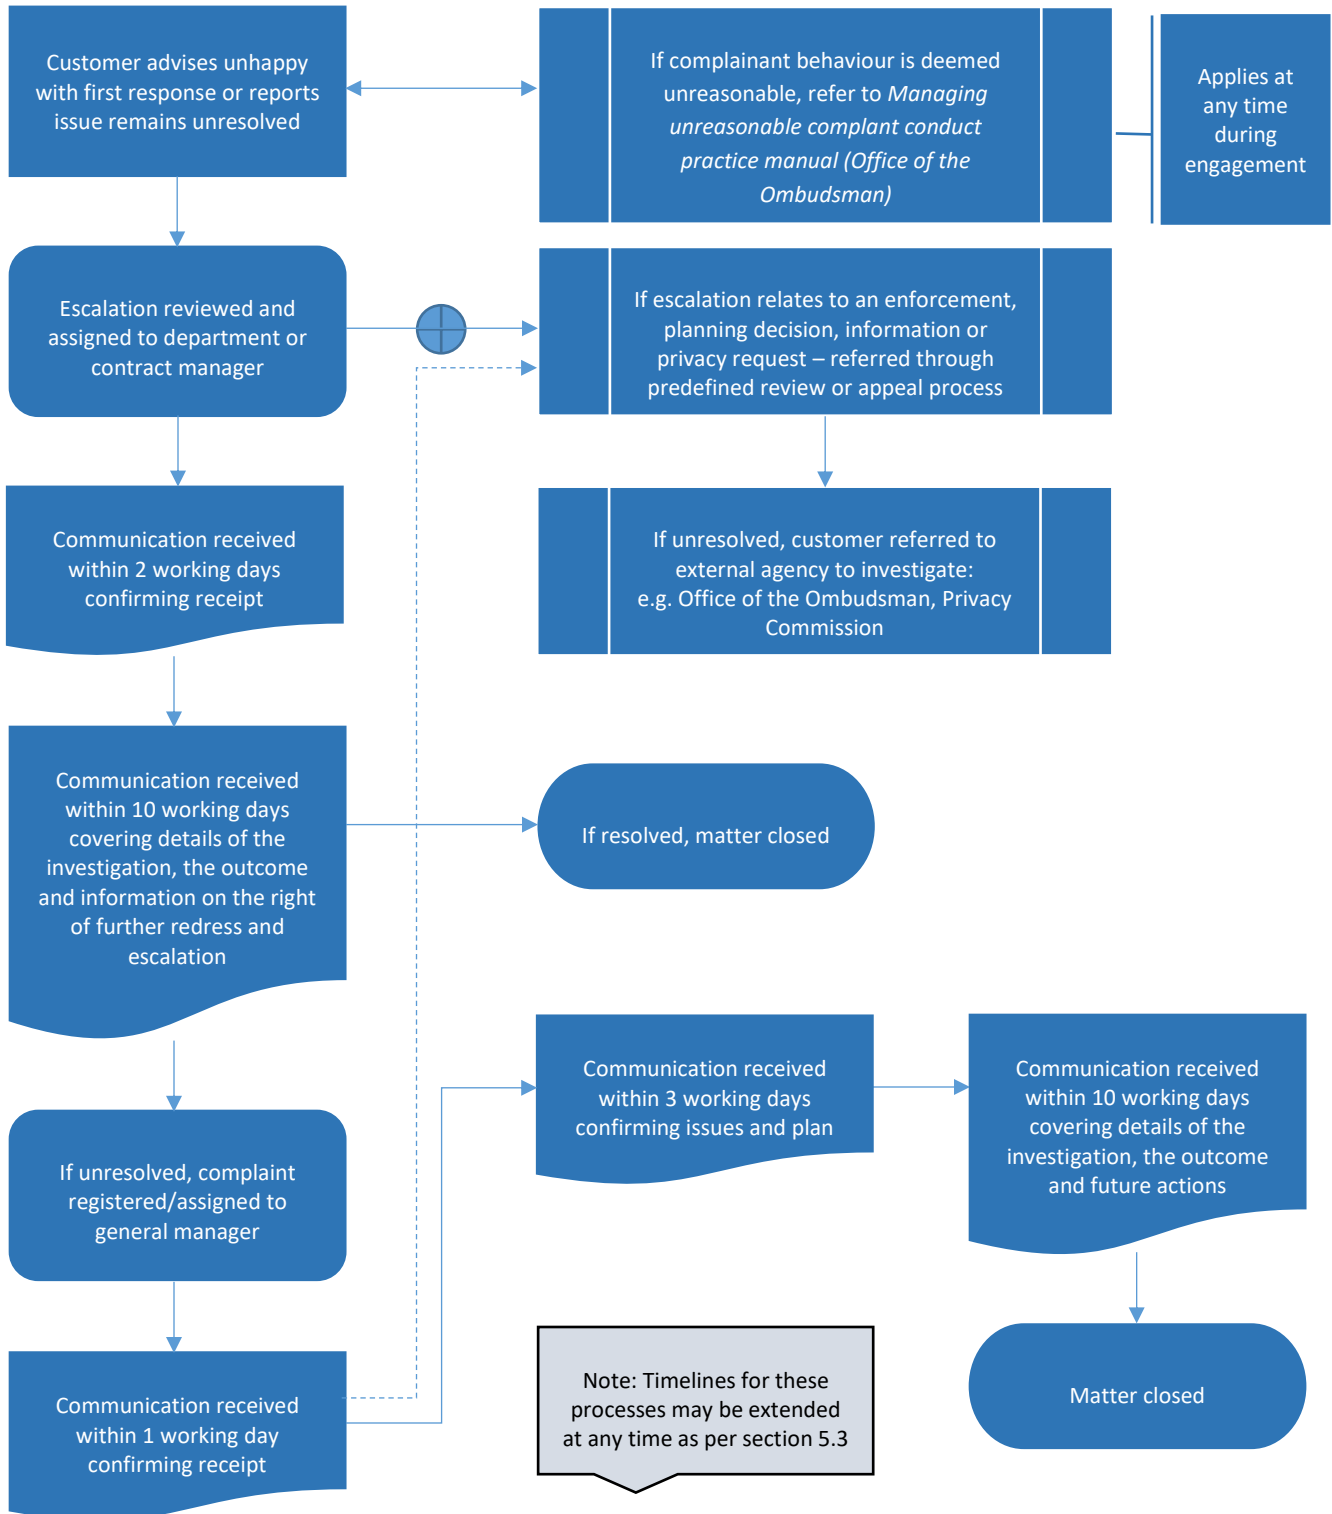 Customer advises unhappy
with first response or reports
issue remains unresolved
If complainant behaviour is deemed
unreasonable, refer to Managing
unreasonable complant conduct
practice manual (Office of the
Ombudsman)
Applies at
any time
during
engagement
Escalation reviewed and
assigned to department or
contract manager
If escalation relates to an enforcement,
planning decision, information or
privacy request – referred through
predefined review or appeal process
Communication received
within 2 working days
confirming receipt
If unresolved, customer referred to
external agency to investigate:
e.g. Office of the Ombudsman, Privacy
Commission
Communication received
within 10 working days
covering details of the
investigation, the outcome
and information on the right
of further redress and
escalation
If resolved, matter closed
If unresolved, complaint
registered/assigned to
general manager
Communication received
within 3 working days
confirming issues and plan
Communication received
within 10 working days
covering details of the
investigation, the outcome
and future actions
Communication received
within 1 working day
confirming receipt
Note: Timelines for these
processes may be extended
at any time as per section 5.3
Matter closed